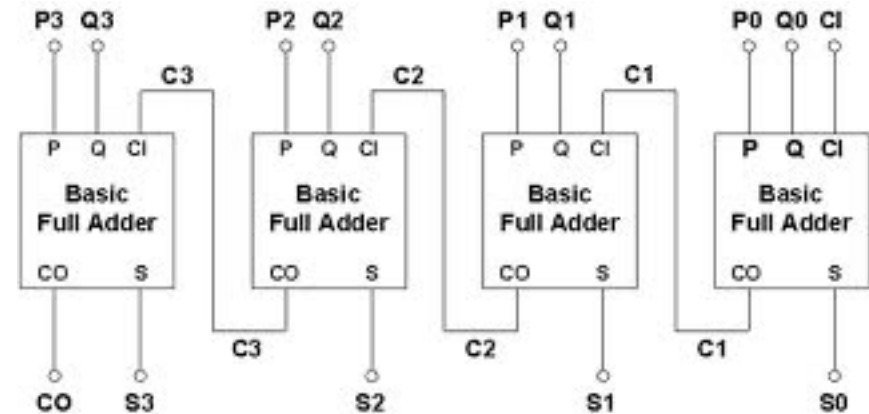 P3 Q3 P2 Q2 P1 Q1 P0 Q0 CI
C3 C2 C1
P Q CI P Q CI P Q CI P Q CI
Basic Basic Basic Basic
Full Adder Full Adder Full Adder Full Adder
CO S CO S CO S CO S
C3 C2 C1
CO S3 S2 S1 S0